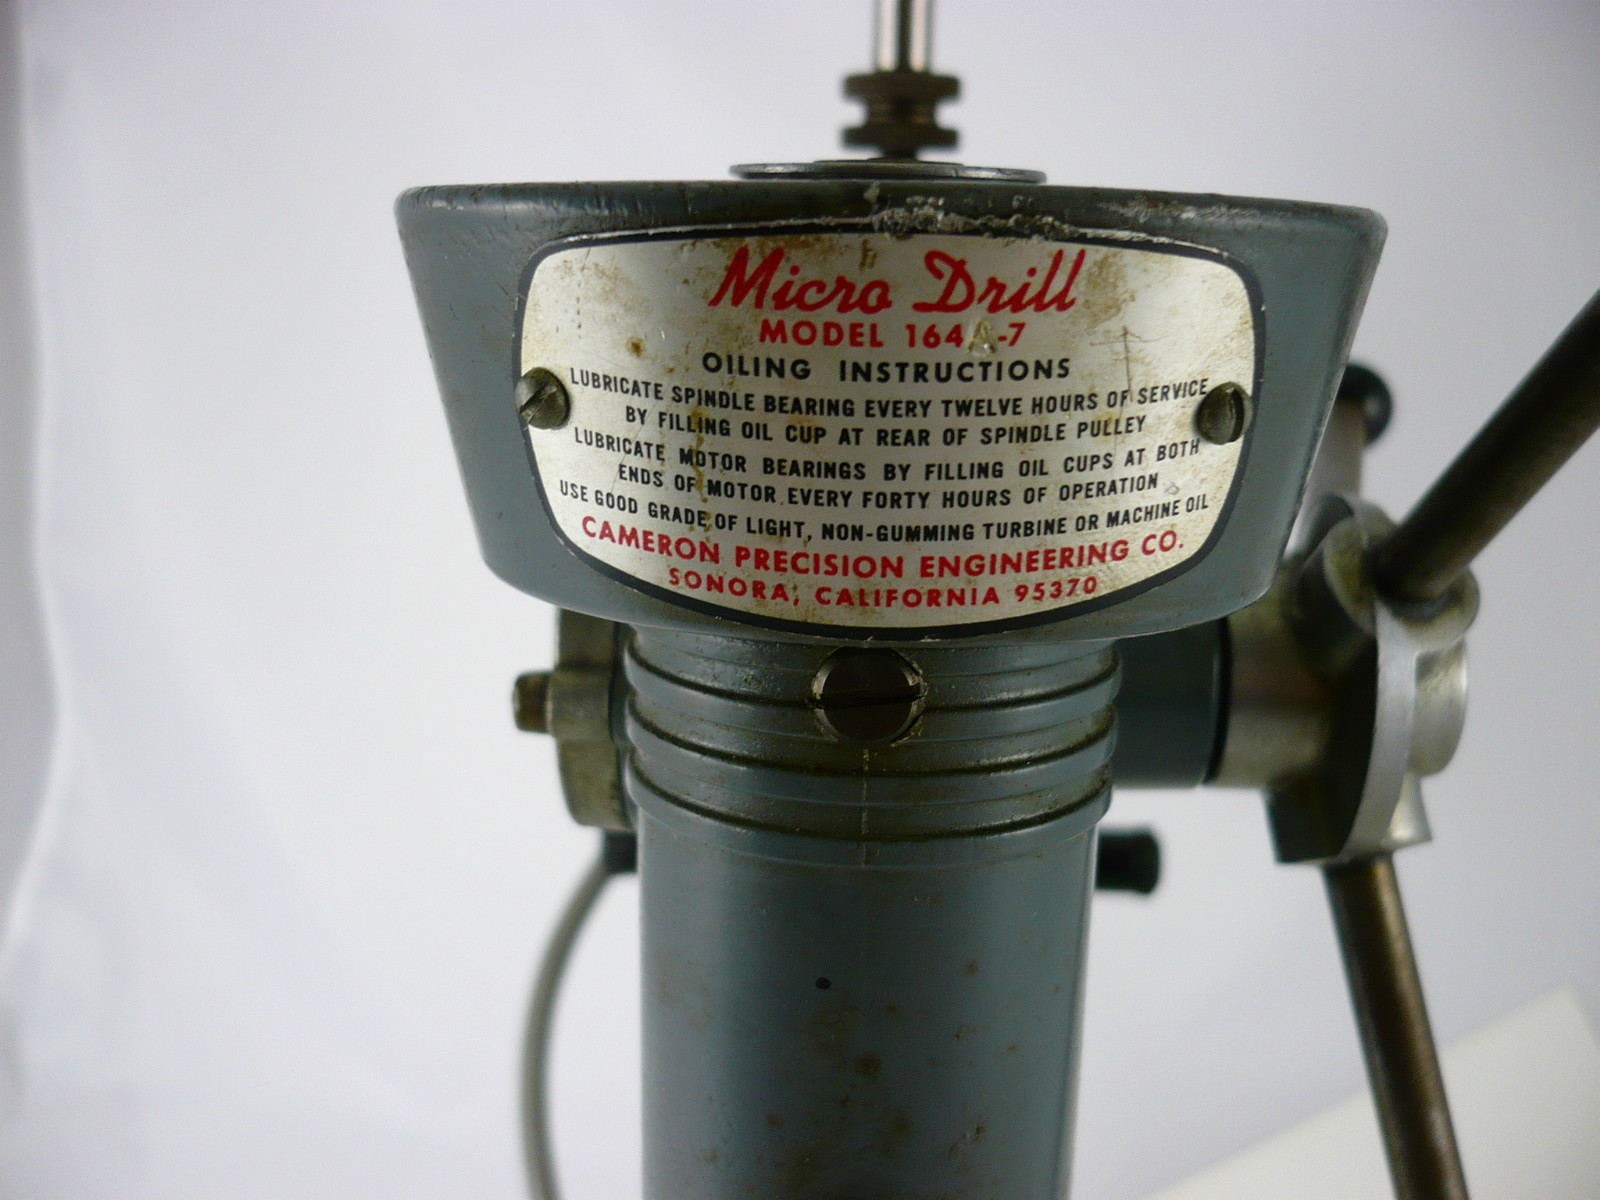 Micro Drill
MODEL 164A-7
OILING INSTRUCTIONS
LUBRICATE SPINDLE BEARING EVERY TWELVE HOURS OF SERVICE
BY FILLING OIL CUP AT REAR OF SPINDLE PULLEY
LUBRICATE MOTOR BEARINGS BY FILLING OIL CUPS AT BOTH
ENDS OF MOTOR EVERY FORTY HOURS OF OPERATION
USE GOOD GRADE OF LIGHT, NON-GUMMING TURBINE OR MACHINE OIL
CAMERON PRECISION ENGINEERING CO.
SONORA, CALIFORNIA 95370